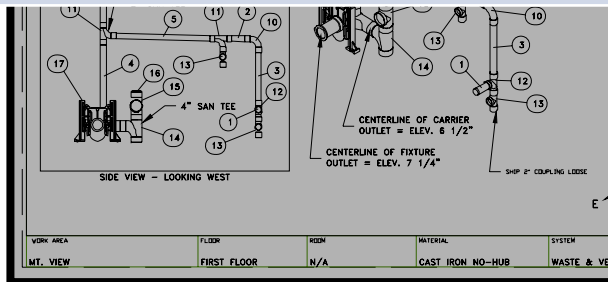 11
5
11
2
10
10
13
13
3
4
17
16
15
3
14
1
12
12
13
4" SAN TEE
1
14
13
CENTERLINE OF CARRIER
OUTLET = ELEV. 6 1/2"
CENTERLINE OF FIXTURE
OUTLET = ELEV. 7 1/4"
SHIP 2" COUPLING LOOSE
SIDE VIEW - LOOKING WEST
E
WORK AREA
FLOOR
ROOM
MATERIAL
SYSTEM
MT. VIEW
FIRST FLOOR
N/A
CAST IRON NO-HUB
WASTE & VE